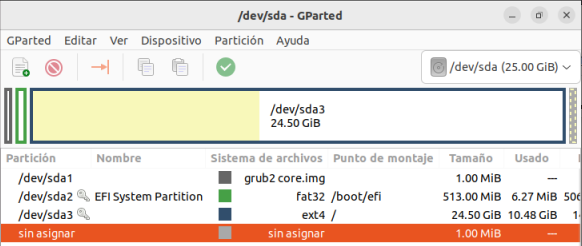 /dev/sda - GParted
GParted Editar Ver Dispositivo Partición Ayuda
/dev/sda (25.00 GiB)
/dev/sda3
24.50 GiB
Partición Nombre Sistema de archivos Punto de montaje Tamaño Usado
/dev/sda1 grub2 core.img 1.00 MiB ---
/dev/sda2 EFI System Partition fat32 /boot/efi 513.00 MiB 6.27 MiB 506
/dev/sda3 ext4 / 24.50 GiB 10.48 GiB
sin asignar sin asignar 1.00 MiB ---